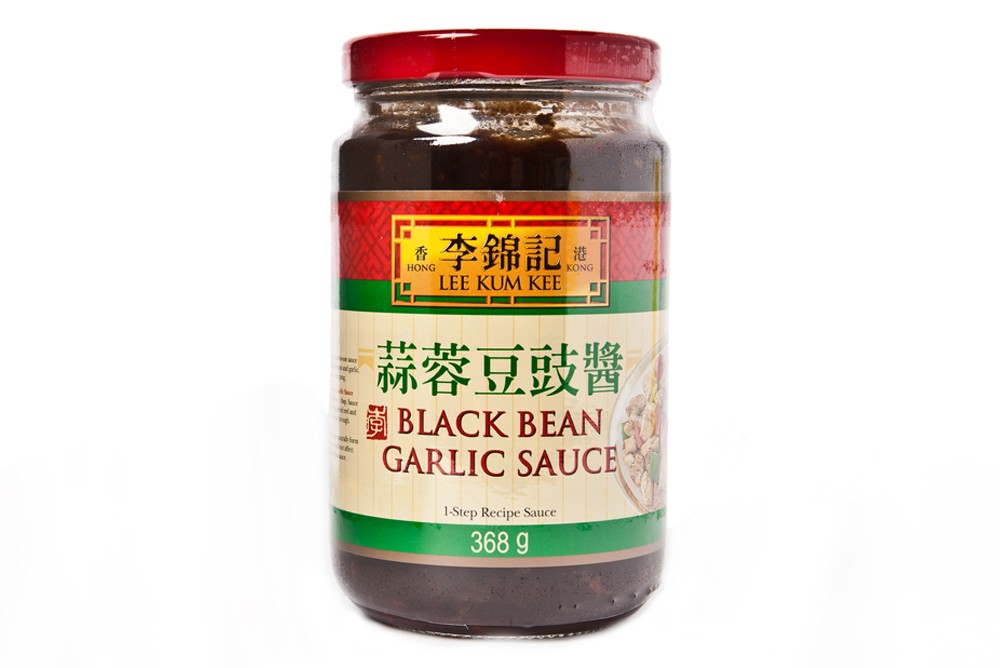 香 李錦記 港
HONG LEE KUM KEE KONG
蒜蓉豆豉醬
李 BLACK BEAN
GARLIC SAUCE
1-Step Recipe Sauce
368 g